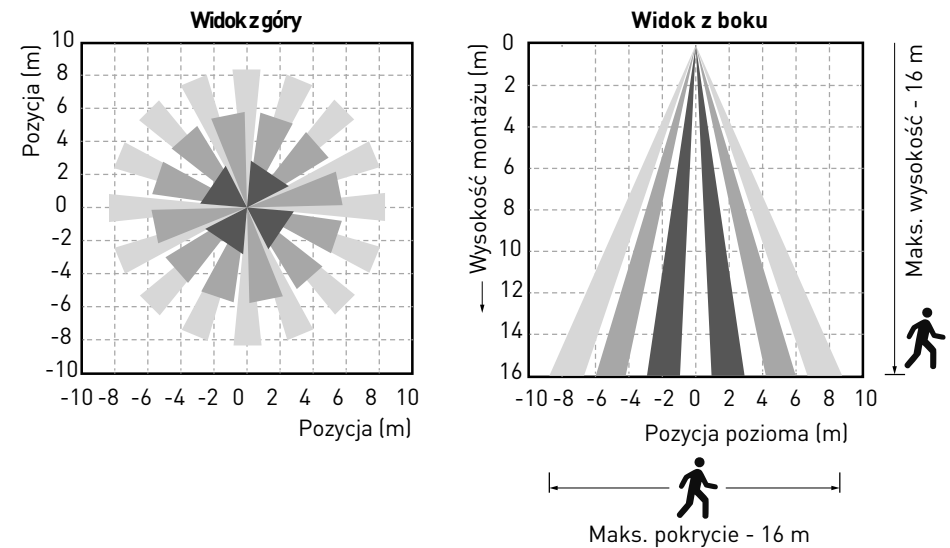 Widok z góry
Pozycja (m)
10
8
6
4
2
0
-2
-4
-6
-8
-10
-10 -8 -6 -4 -2 0 2 4 6 8 10
Pozycja (m)
Widok z boku
Wysokość montażu (m)
0
2
4
6
8
10
12
14
16
-10 -8 -6 -4 -2 0 2 4 6 8 10
Pozycja pozioma (m)
Maks. wysokość - 16 m
Maks. pokrycie - 16 m